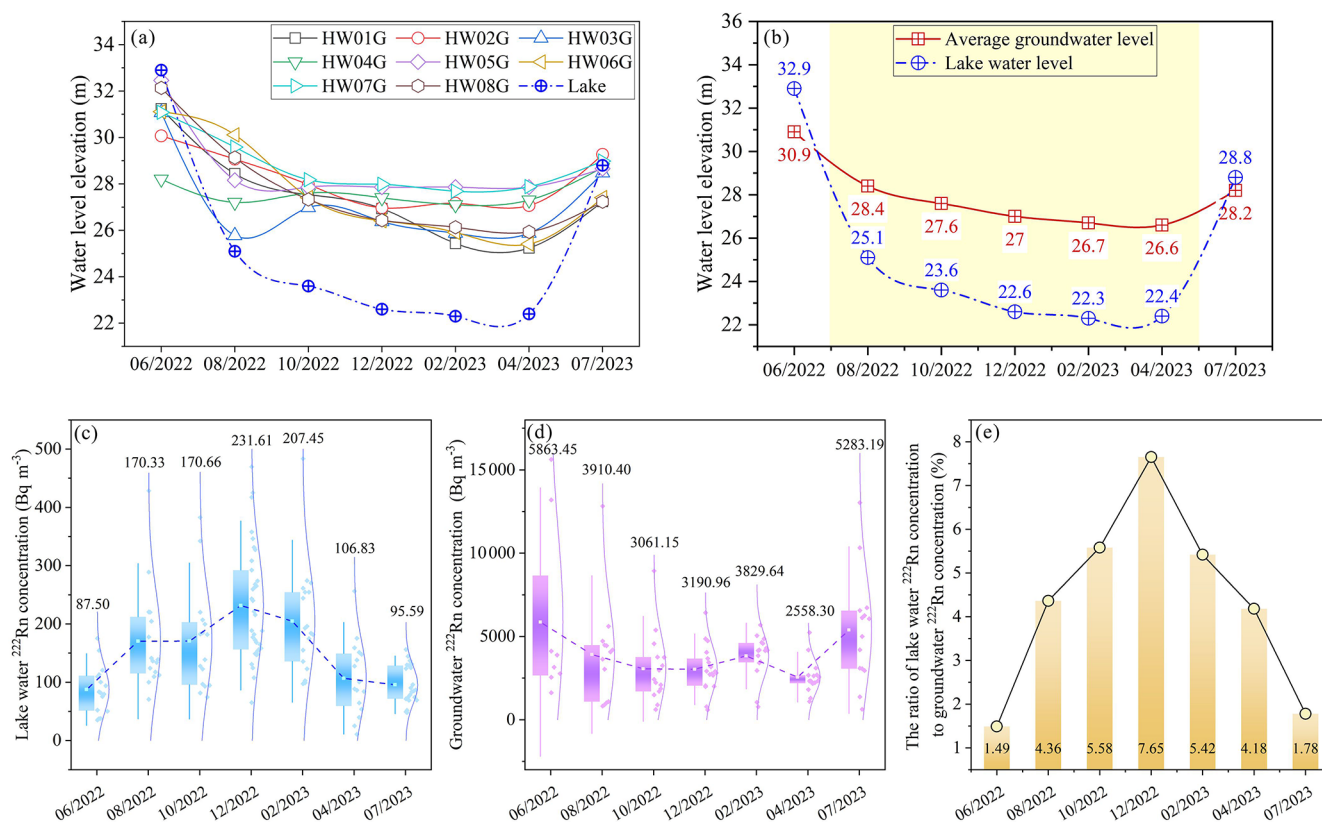 (a)
HW01G HW02G HW03G
HW04G HW05G HW06G
HW07G HW08G Lake
Water level elevation (m)
34
32
30
28
26
24
22
06/2022 08/2022 10/2022 12/2022 02/2023 04/2023 07/2023
(b)
Average groundwater level
Lake water level
Water level elevation (m)
36
34
32
30
28
26
24
22
32.9
30.9
28.4
27.6
27
26.7
26.6
28.8
28.2
25.1
23.6
22.6
22.3
22.4
06/2022 08/2022 10/2022 12/2022 02/2023 04/2023 07/2023
(c)
Lake water ²²²Rn concentration (Bq m⁻³)
500
400
300
200
100
0
87.50
170.33
170.66
231.61
207.45
106.83
95.59
06/2022 08/2022 10/2022 12/2022 02/2023 04/2023 07/2023
(d)
Groundwater ²²²Rn concentration (Bq m⁻³)
15000
10000
5000
0
5863.45
3910.40
3061.15
3190.96
3829.64
2558.30
5283.19
06/2022 08/2022 10/2022 12/2022 02/2023 04/2023 07/2023
(e)
The ratio of lake water ²²²Rn concentration
to groundwater ²²²Rn concentration (%)
8
7
6
5
4
3
2
1
1.49 4.36 5.58 7.65 5.42 4.18 1.78
06/2022 08/2022 10/2022 12/2022 02/2023 04/2023 07/2023